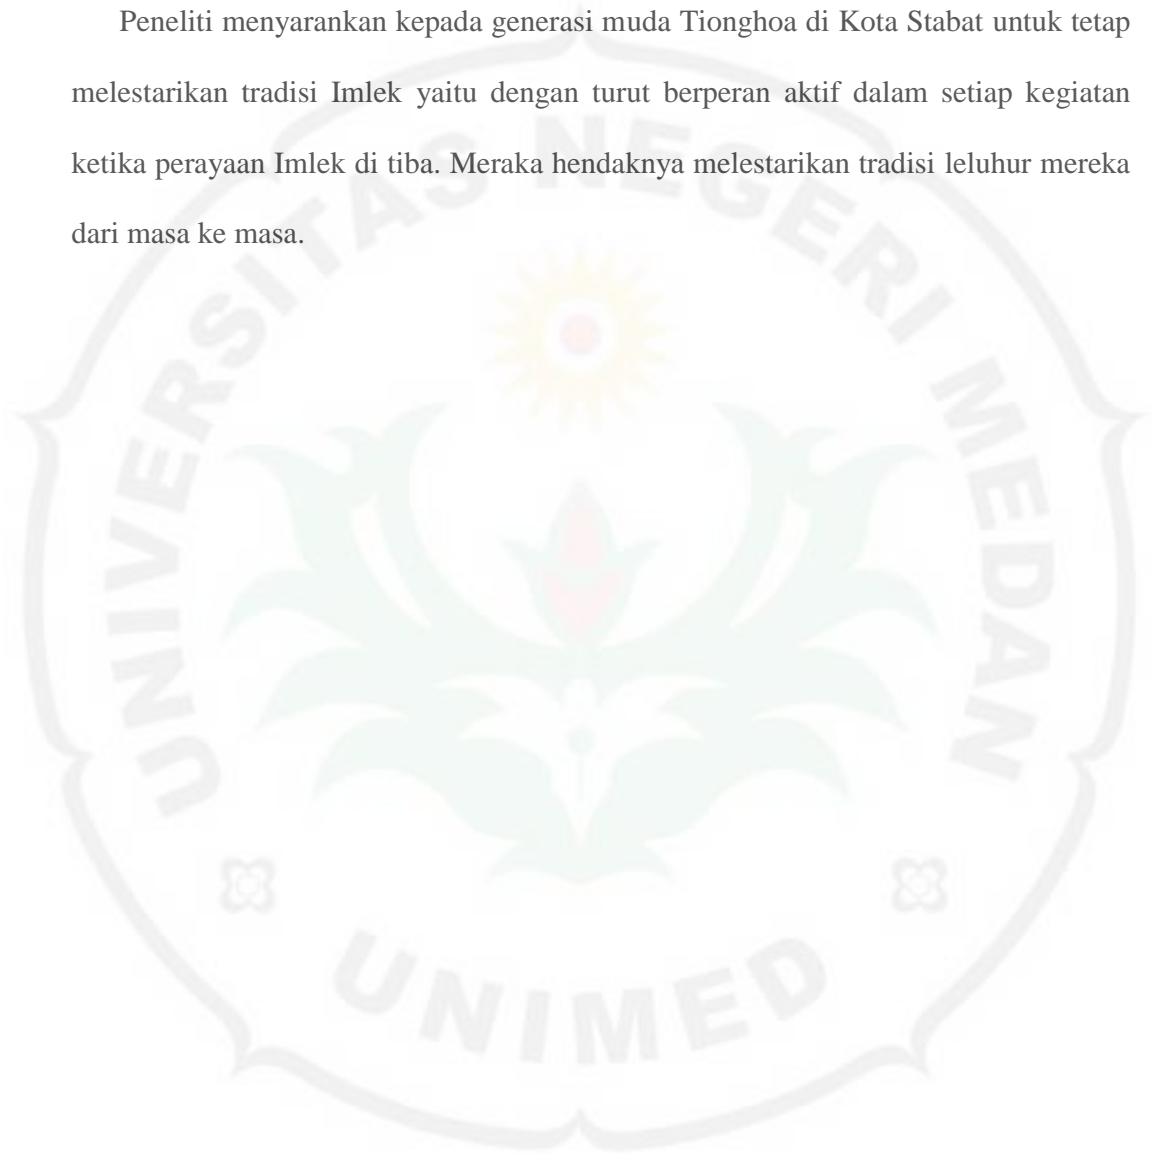 Peneliti menyarankan kepada generasi muda Tionghoa di Kota Stabat untuk tetap
melestarikan tradisi Imlek yaitu dengan turut berperan aktif dalam setiap kegiatan
ketika perayaan Imlek di tiba. Meraka hendaknya melestarikan tradisi leluhur mereka
dari masa ke masa.
UNIVERSITAS NEGERI MEDAN
UNIMED